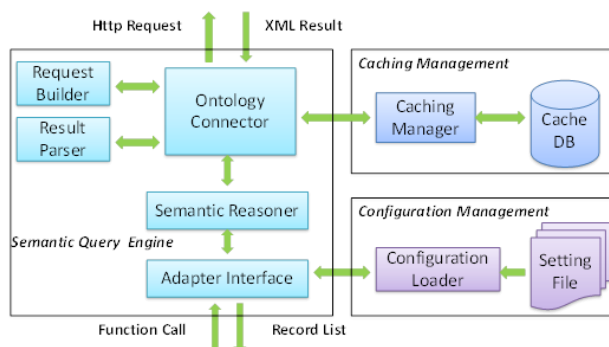 Http Request
XML Result
Request
Builder
Result
Parser
Ontology
Connector
Semantic Reasoner
Semantic Query Engine
Adapter Interface
Function Call
Record List
Caching Management
Caching
Manager
Cache
DB
Configuration Management
Configuration
Loader
Setting
File